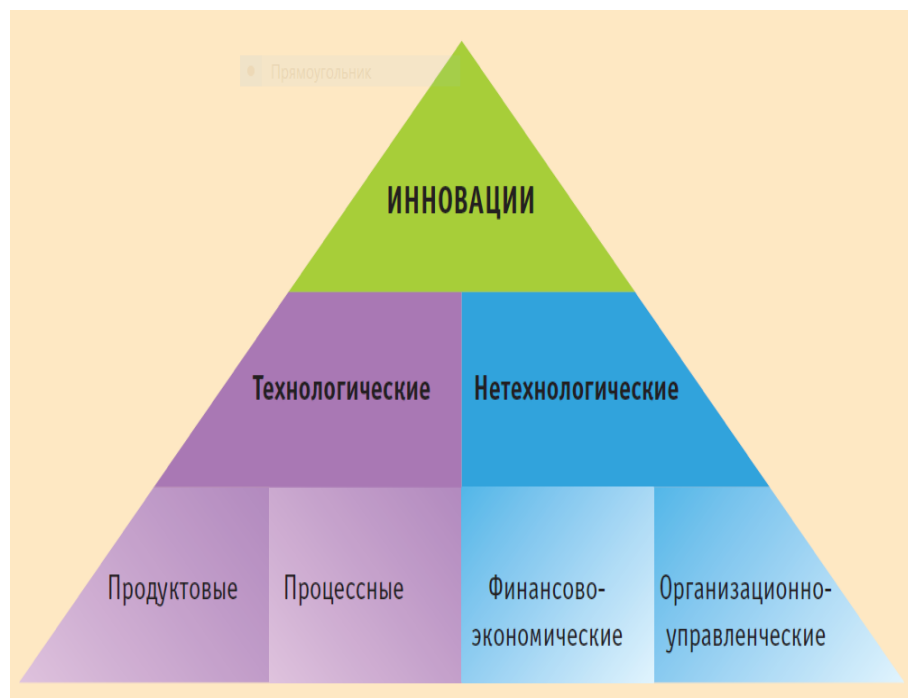 Прямоугольник
ИННОВАЦИИ
Технологические
Нетехнологические
Продуктовые
Процессные
Финансово-
экономические
Организационно-
управленческие